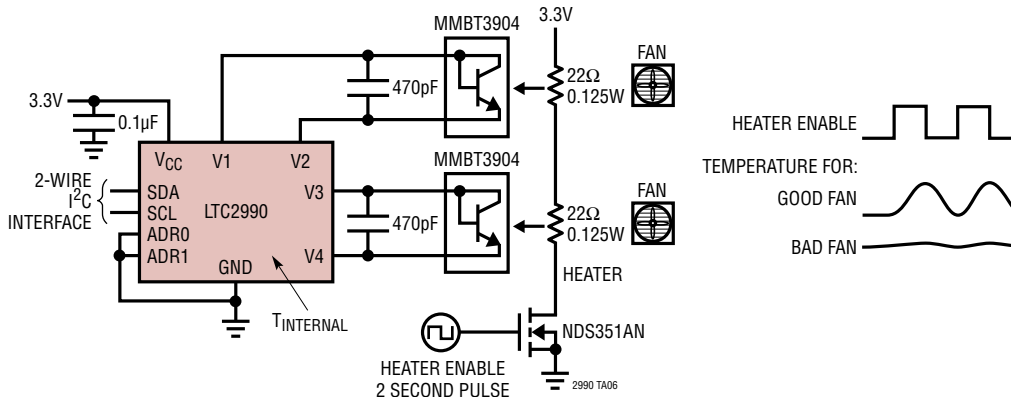 MMBT3904
3.3V
FAN
470pF
22Ω
0.125W
3.3V
0.1µF
HEATER ENABLE
VCC
V1
V2
MMBT3904
TEMPERATURE FOR:
2-WIRE
I2C
INTERFACE
SDA
SCL
ADR0
ADR1
LTC2990
V3
V4
GND
470pF
22Ω
0.125W
FAN
GOOD FAN
BAD FAN
HEATER
TINTERNAL
NDS351AN
HEATER ENABLE
2 SECOND PULSE
2990 TA06